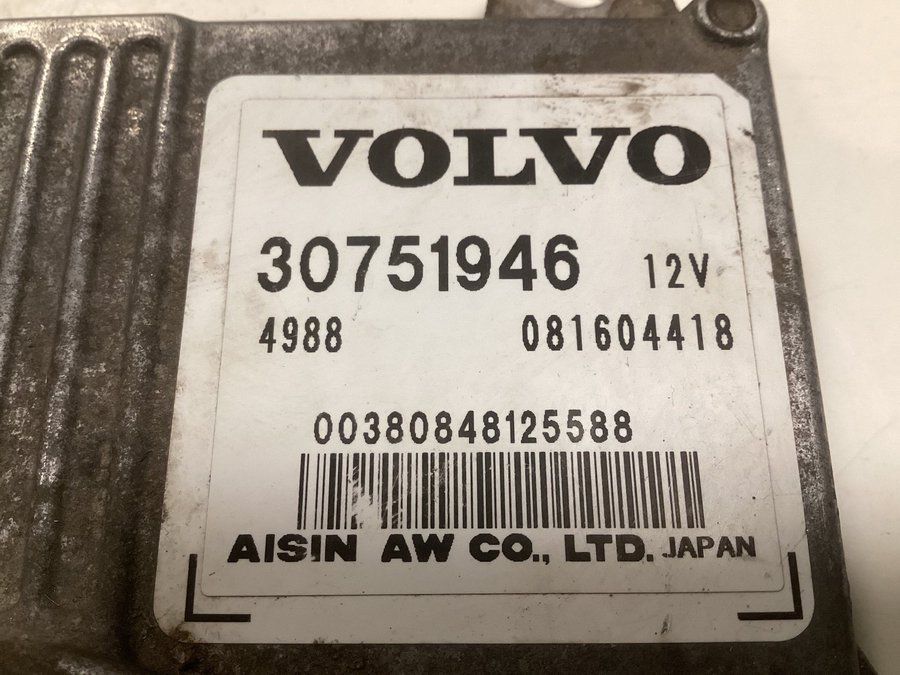 VOLVO
30751946 12V
4988 081604418
00380848125588
AISIN AW CO., LTD. JAPAN